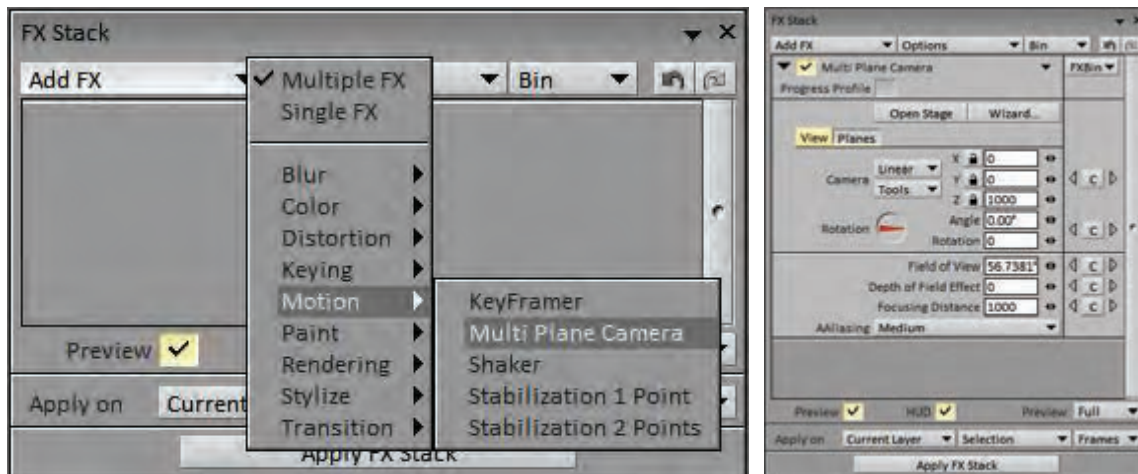 FX Stack
Add FX
Bin
Multiple FX
Single FX
Blur
Color
Distortion
Keying
Motion
Paint
Rendering
Stylize
Transition
KeyFramer
Multi Plane Camera
Shaker
Stabilization 1 Point
Stabilization 2 Points
Preview
Apply on Current
Apply FX Stack
FX Stack
Add FX Options Bin
Multi Plane Camera FXBin
Progress Profile
Open Stage Wizard...
View Planes
Camera Linear X 0
Tools Y 0
Z 1000
C
Rotation Angle 0.00°
Rotation 0
C
Field of View 56.7381° C
Depth of Field Effect 0 C
Focusing Distance 1000 C
AAliasing Medium
Preview HUD Preview Full
Apply on Current Layer Selection Frames
Apply FX Stack